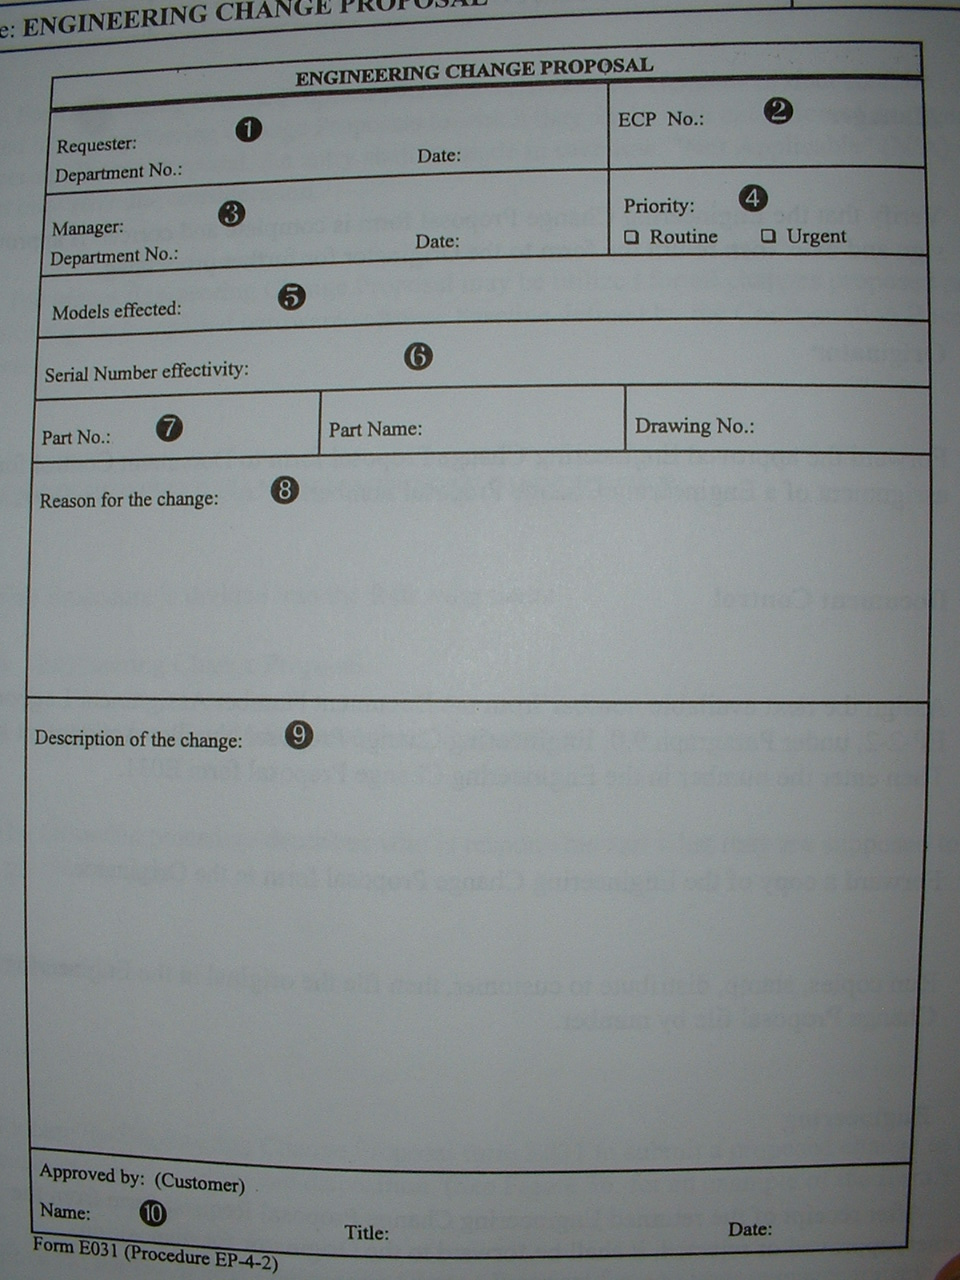 e: ENGINEERING CHANGE PROPOSAL
ENGINEERING CHANGE PROPOSAL
1
Requester:
Department No.: Date:
ECP No.: 2
3
Manager:
Department No.: Date:
Priority: 4
❑ Routine ❑ Urgent
Models effected: 5
Serial Number effectivity: 6
Part No.: 7 Part Name: Drawing No.:
Reason for the change: 8
Description of the change: 9
Approved by: (Customer)
Name: 10 Title: Date:
Form E031 (Procedure EP-4-2)